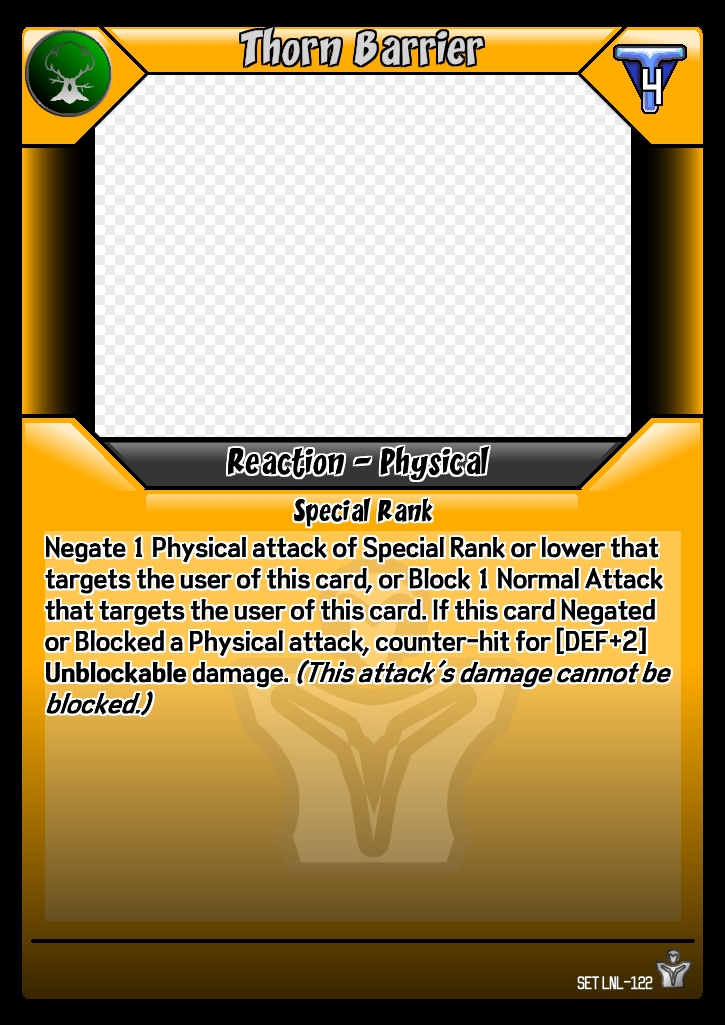 Thorn Barrier
4
Reaction - Physical
Special Rank
Negate 1 Physical attack of Special Rank or lower that
targets the user of this card, or Block 1 Normal Attack
that targets the user of this card. If this card Negated
or Blocked a Physical attack, counter-hit for [DEF+2]
Unblockable damage. (This attack's damage cannot be
blocked.)
SET LNL-122